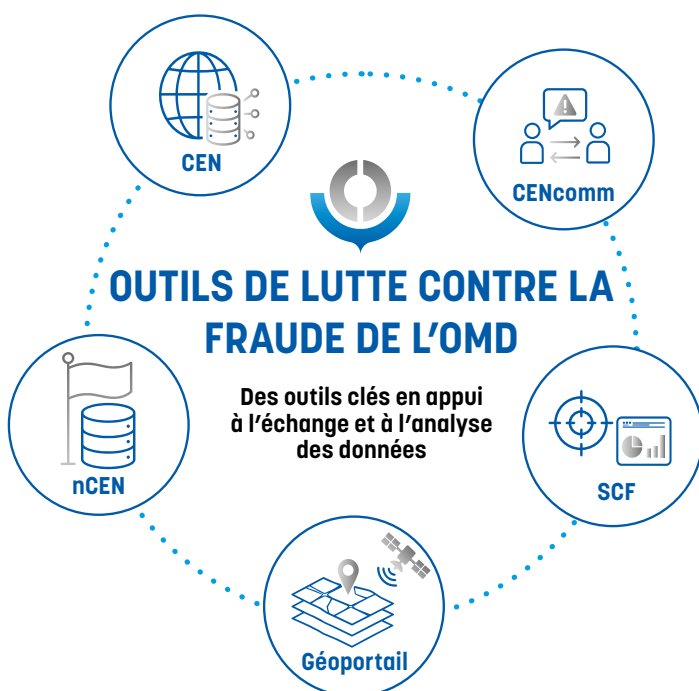 CEN
CENcomm
OUTILS DE LUTTE CONTRE LA
FRAUDE DE L'OMD
Des outils clés en appui
à l'échange et à l'analyse
des données
nCEN
SCF
Géoportail